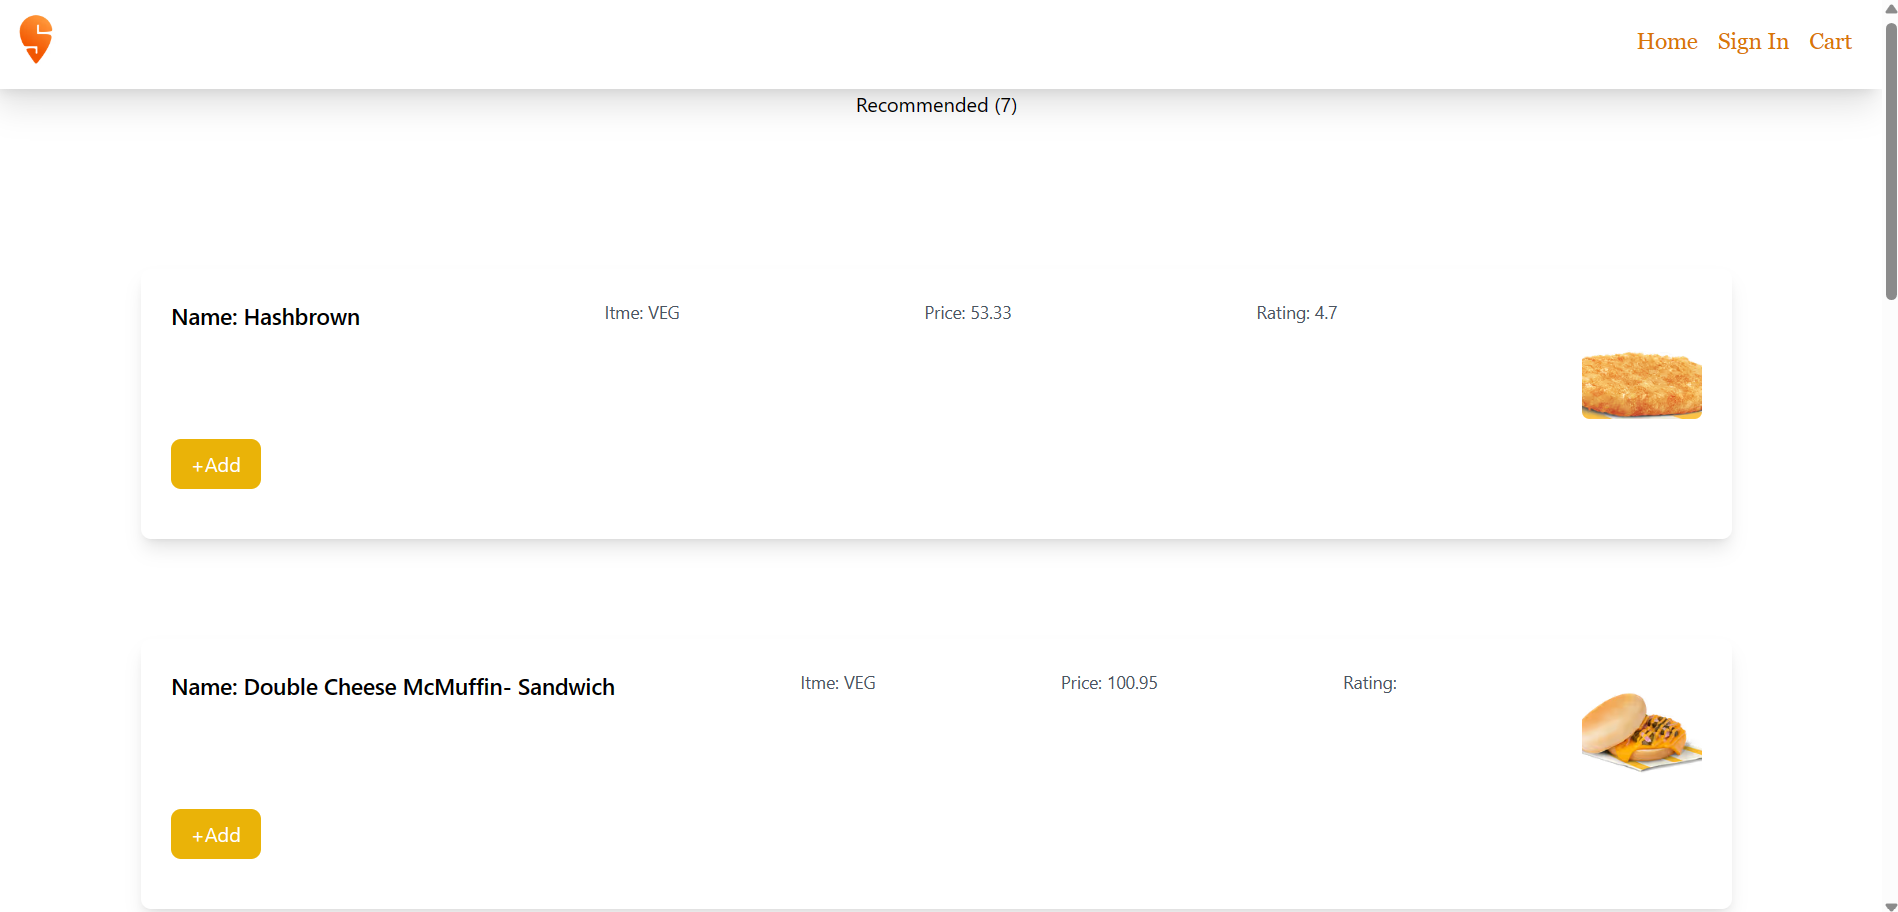 Home Sign In Cart
Recommended (7)
Name: Hashbrown Itme: VEG Price: 53.33 Rating: 4.7
+Add
Name: Double Cheese McMuffin- Sandwich Itme: VEG Price: 100.95 Rating:
+Add